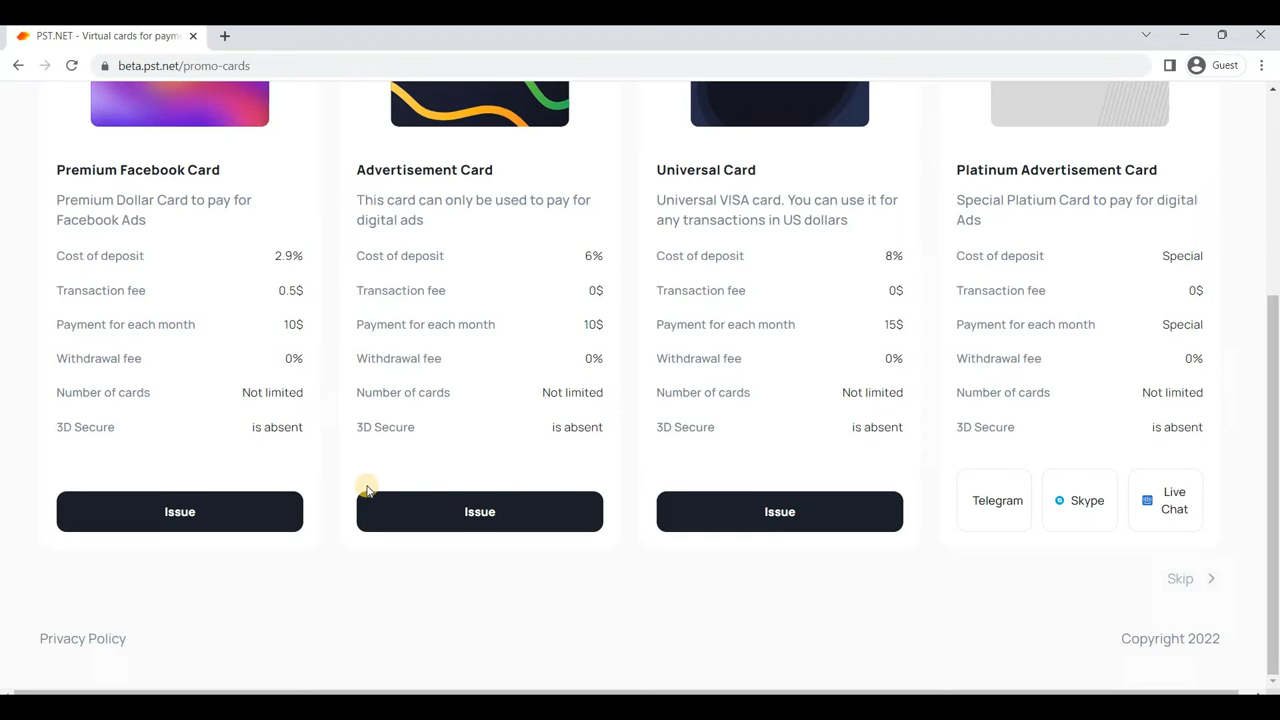 PST.NET - Virtual cards for payme
beta.pst.net/promo-cards
Guest
Premium Facebook Card
Premium Dollar Card to pay for
Facebook Ads
Cost of deposit 2.9%
Transaction fee 0.5$
Payment for each month 10$
Withdrawal fee 0%
Number of cards Not limited
3D Secure is absent
Issue
Advertisement Card
This card can only be used to pay for
digital ads
Cost of deposit 6%
Transaction fee 0$
Payment for each month 10$
Withdrawal fee 0%
Number of cards Not limited
3D Secure is absent
Issue
Universal Card
Universal VISA card. You can use it for
any transactions in US dollars
Cost of deposit 8%
Transaction fee 0$
Payment for each month 15$
Withdrawal fee 0%
Number of cards Not limited
3D Secure is absent
Issue
Platinum Advertisement Card
Special Platium Card to pay for digital
Ads
Cost of deposit Special
Transaction fee 0$
Payment for each month Special
Withdrawal fee 0%
Number of cards Not limited
3D Secure is absent
Telegram
Skype
Live
Chat
Skip
Privacy Policy
Copyright 2022